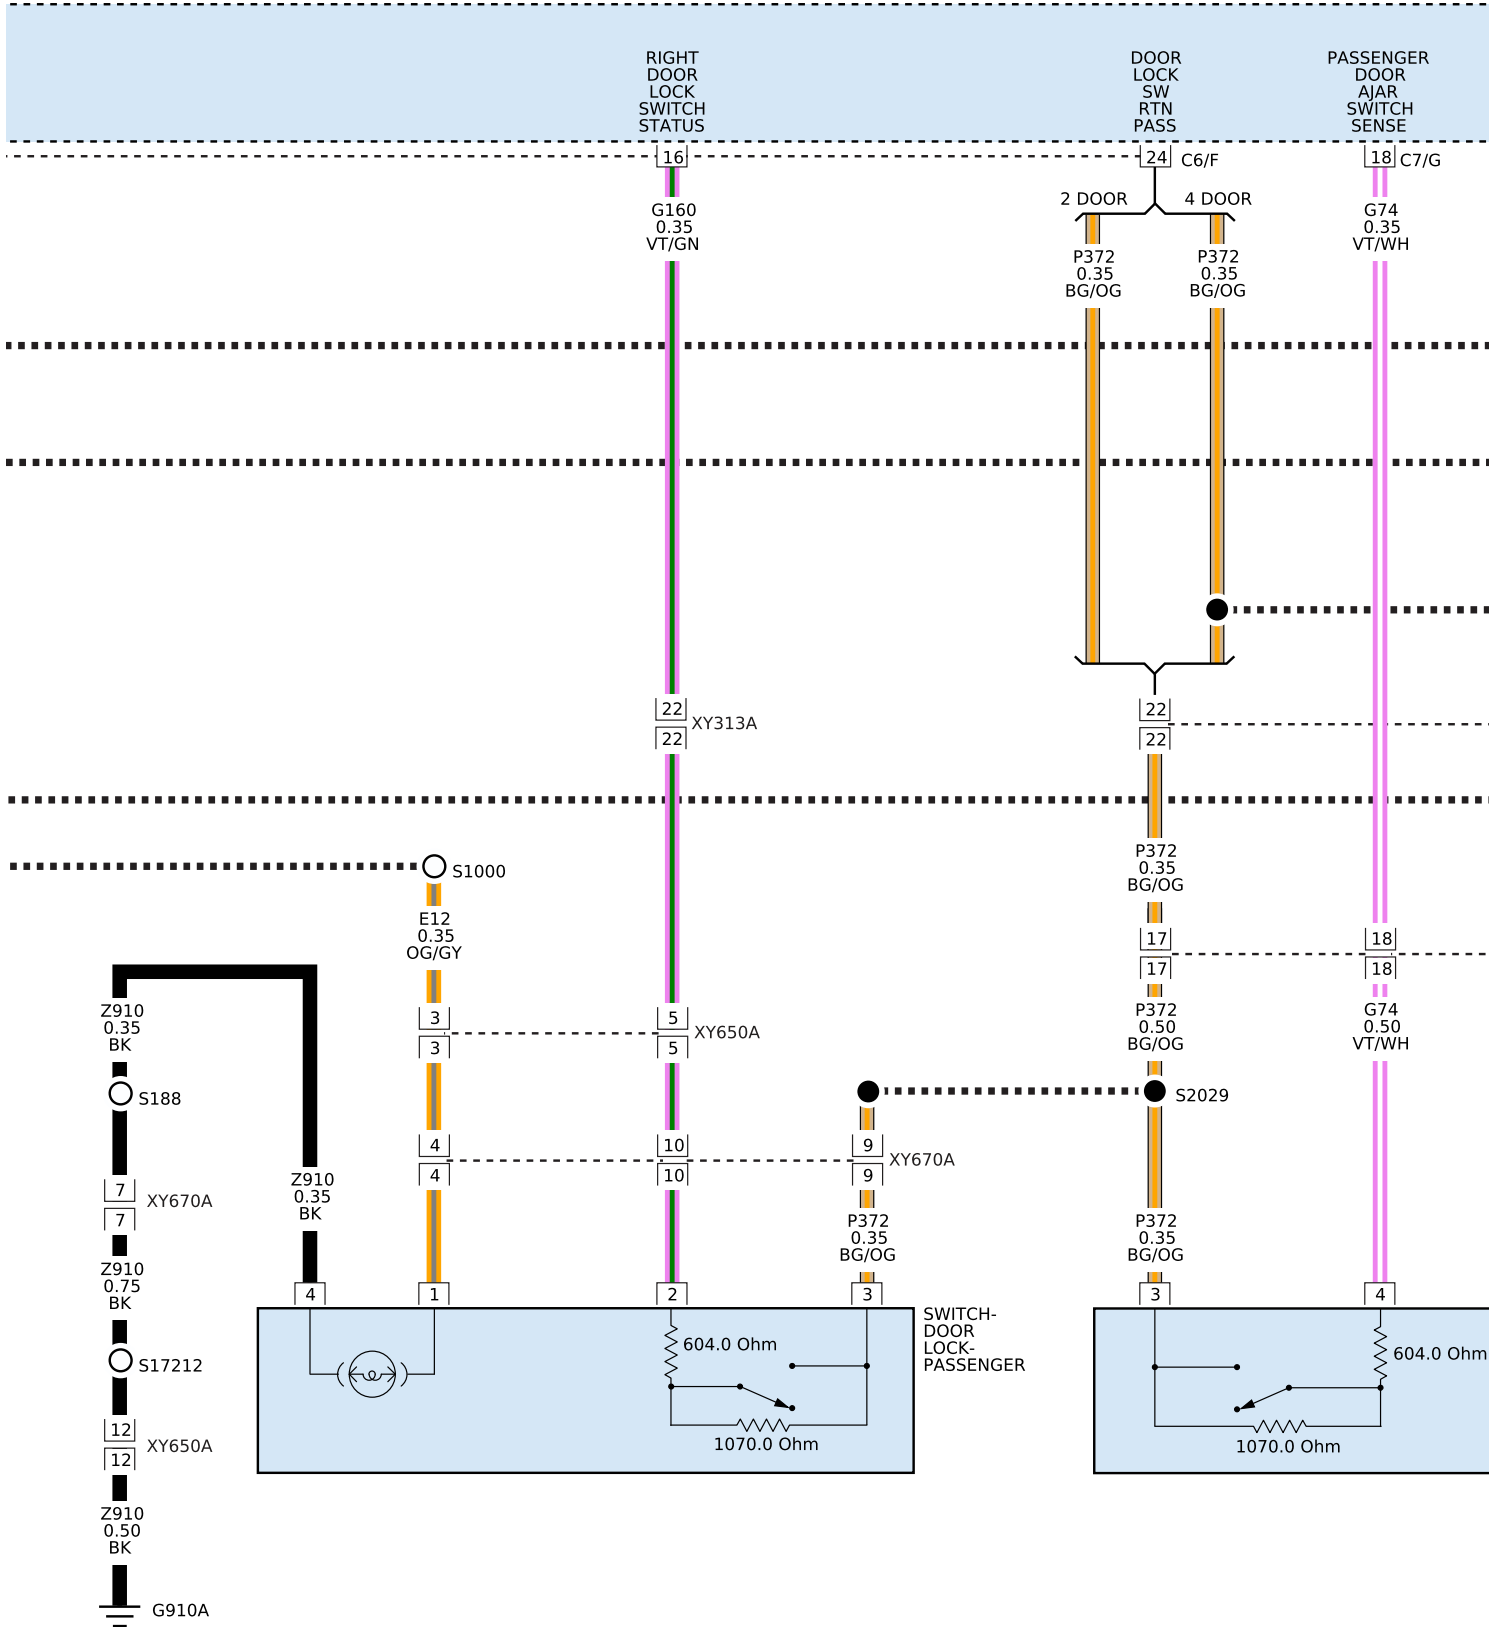 RIGHT
DOOR
LOCK
SWITCH
STATUS
DOOR
LOCK
SW
RTN
PASS
PASSENGER
DOOR
AJAR
SWITCH
SENSE
16
24
C6/F
18
C7/G
2 DOOR
4 DOOR
G160
0.35
VT/GN
G74
0.35
VT/WH
P372
0.35
BG/OG
P372
0.35
BG/OG
22
XY313A
22
22
22
P372
0.35
BG/OG
S1000
E12
0.35
OG/GY
17
17
18
18
Z910
0.35
BK
3
3
5
XY650A
5
P372
0.50
BG/OG
G74
0.50
VT/WH
S188
S2029
4
4
10
10
9
XY670A
9
7
XY670A
7
Z910
0.35
BK
P372
0.35
BG/OG
P372
0.35
BG/OG
Z910
0.75
BK
4
1
2
3
3
4
SWITCH-
DOOR
LOCK-
PASSENGER
604.0 Ohm
604.0 Ohm
S17212
1070.0 Ohm
1070.0 Ohm
12
XY650A
12
Z910
0.50
BK
G910A